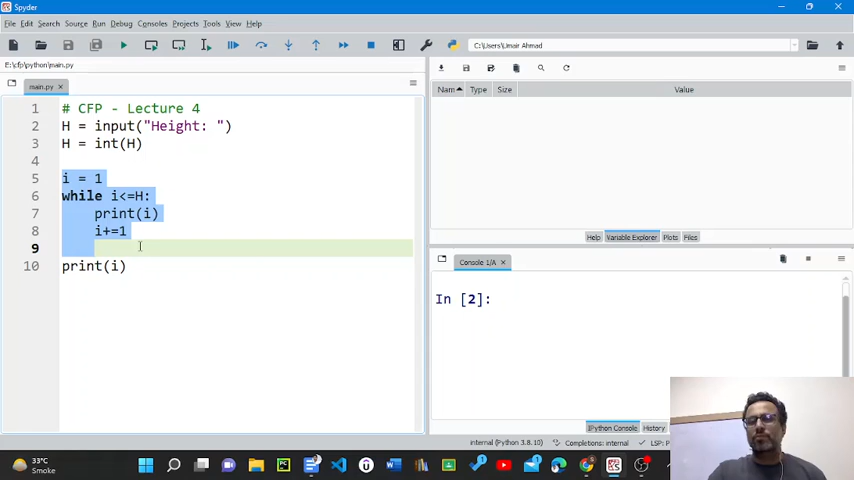 Spyder
File Edit Search Source Run Debug Consoles Projects Tools View Help
C:\Users\Umair Ahmad
E:\cfp\python\main.py
main.py
Nam Type Size Value
1 # CFP - Lecture 4
2 H = input("Height: ")
3 H = int(H)
4
5 i = 1
6 while i<=H:
7 print(i)
8 i+=1
9
10 print(i)
Help Variable Explorer Plots Files
Console 1/A
In [2]:
IPython Console History
internal (Python 3.8.10) Completions: internal LSP:
33°C
Smoke